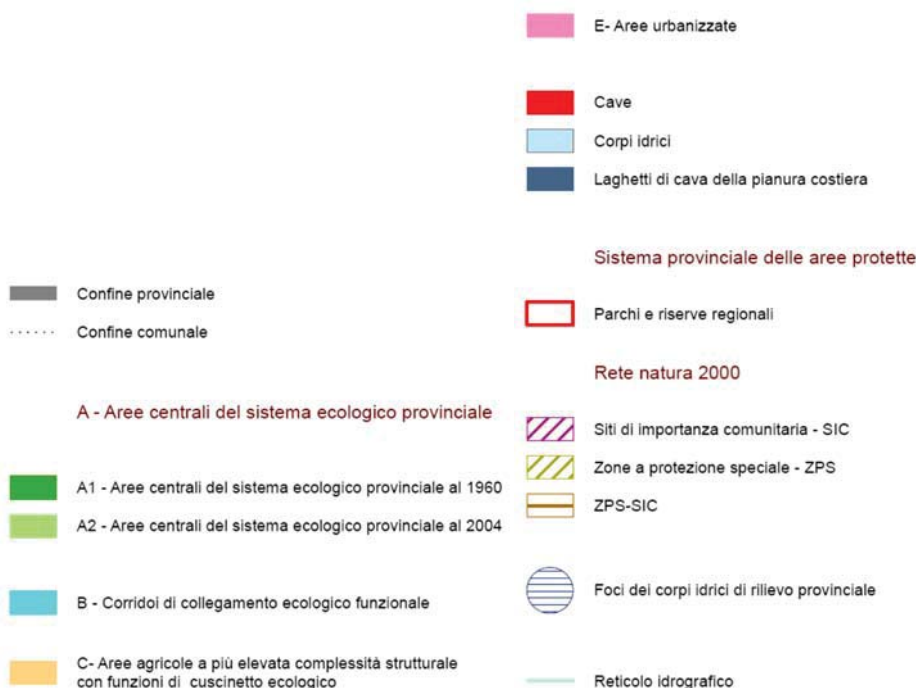 Confine provinciale
Confine comunale
A - Aree centrali del sistema ecologico provinciale
A1 - Aree centrali del sistema ecologico provinciale al 1960
A2 - Aree centrali del sistema ecologico provinciale al 2004
B - Corridoi di collegamento ecologico funzionale
C- Aree agricole a più elevata complessità strutturale
con funzioni di cuscinetto ecologico
E- Aree urbanizzate
Cave
Corpi idrici
Laghetti di cava della pianura costiera
Sistema provinciale delle aree protette
Parchi e riserve regionali
Rete natura 2000
Siti di importanza comunitaria - SIC
Zone a protezione speciale - ZPS
ZPS-SIC
Foci dei corpi idrici di rilievo provinciale
Reticolo idrografico